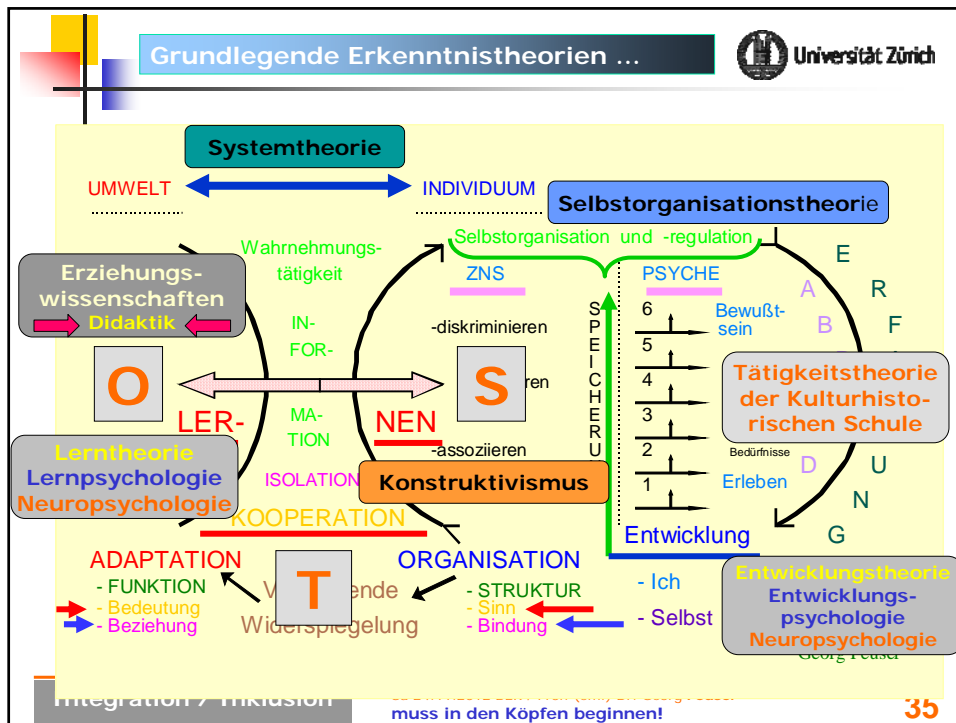 Grundlegende Erkenntnistheorien ...
Universität Zürich
Systemtheorie
UMWELT
INDIVIDUUM
Selbstorganisationstheorie
Wahrnehmungs-
tätigkeit
Selbstorganisation und -regulation
Erziehungs-
wissenschaften
Didaktik
ZNS
PSYCHE
IN-
FOR-
MA-
TION
-diskriminieren
-assoziieren
6
5
4
3
2
1
Bewußt-
sein
Bedürfnisse
Erleben
A
B
D
E
R
F
U
N
G
O
S
T
LER-
NEN
Tätigkeitstheorie
der Kulturhisto-
rischen Schule
Lerntheorie
Lernpsychologie
Neuropsychologie
ISOLATION
Konstruktivismus
KOOPERATION
Entwicklung
ADAPTATION
ORGANISATION
- FUNKTION
- Bedeutung
- Beziehung
Widerspiegelung
- STRUKTUR
- Sinn
- Bindung
- Ich
- Selbst
Entwicklungstheorie
Entwicklungs-
psychologie
Neuropsychologie
Integration / Inklusion
muss in den Köpfen beginnen!
35